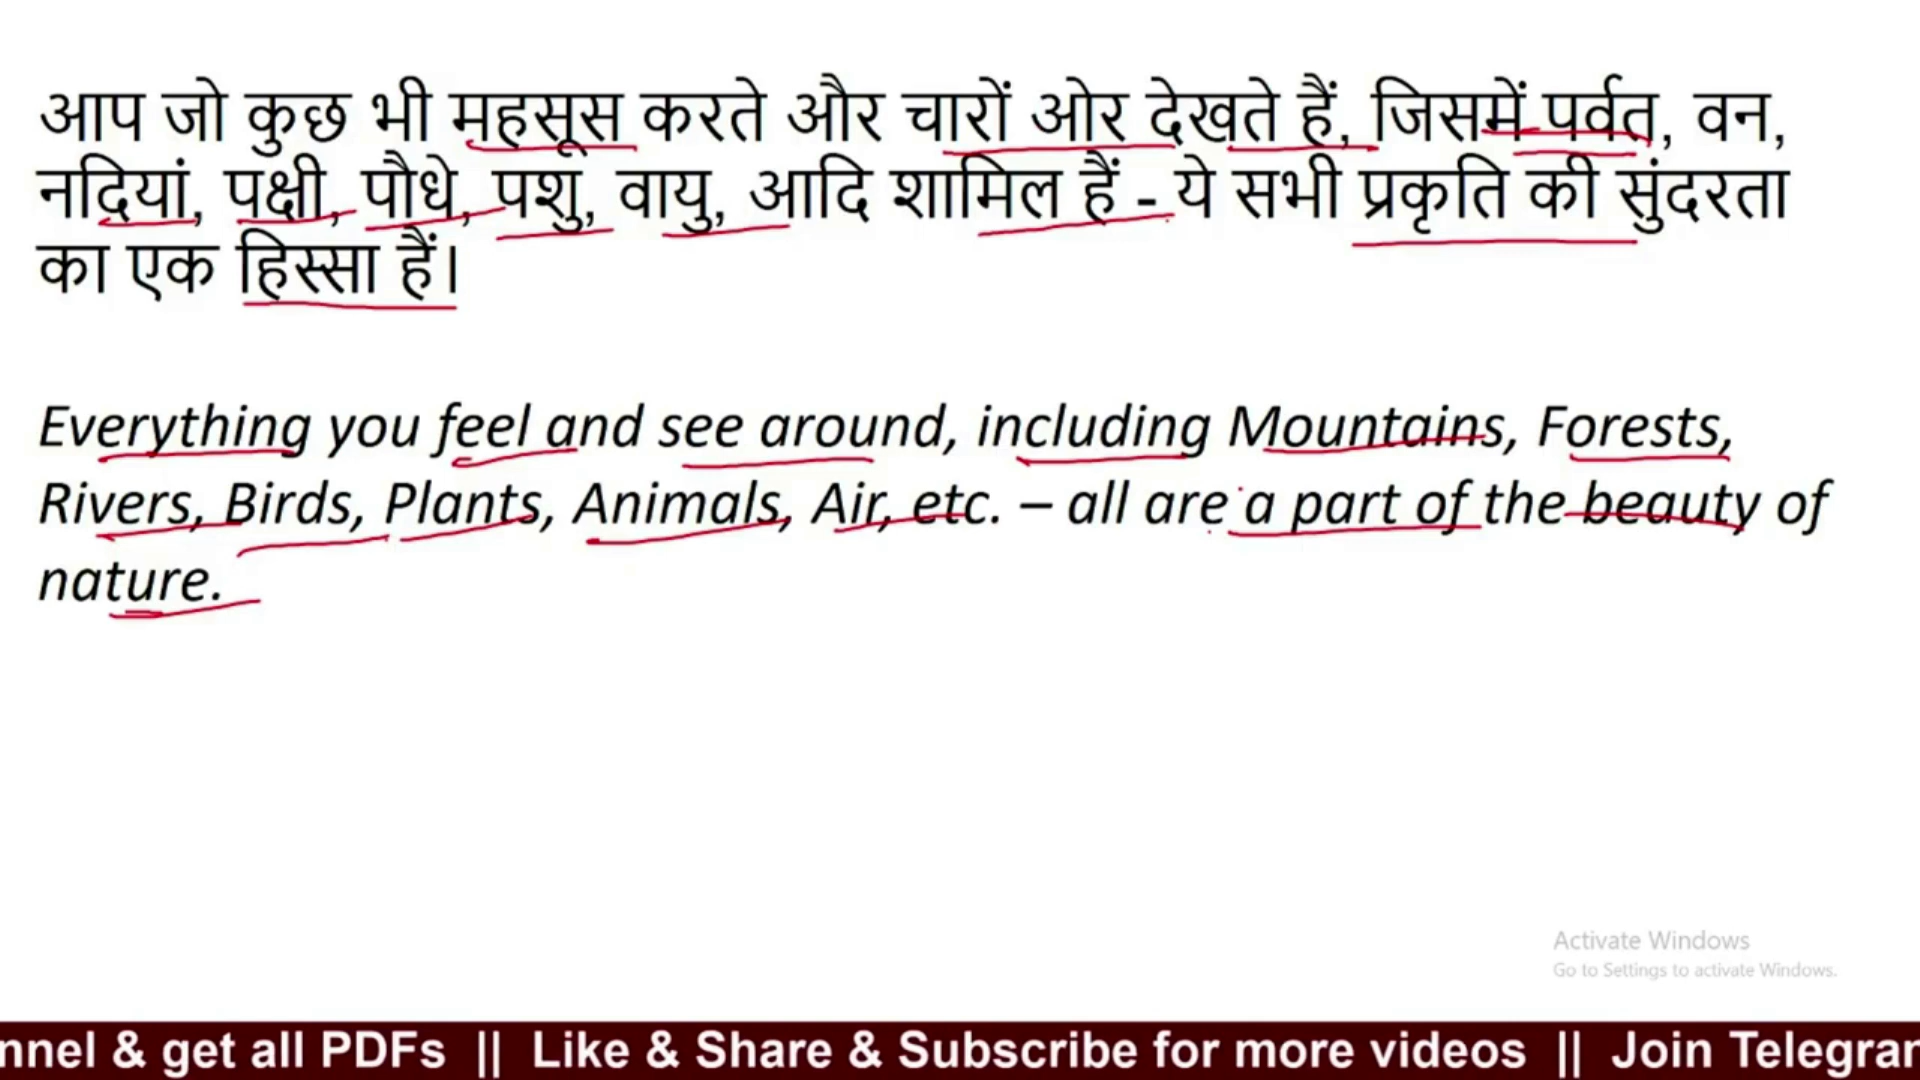 आप जो कुछ भी महसूस करते और चारों ओर देखते हैं, जिसमें पर्वत, वन,
नदियां, पक्षी, पौधे, पशु, वायु, आदि शामिल हैं - ये सभी प्रकृति की सुंदरता
का एक हिस्सा हैं।
Everything you feel and see around, including Mountains, Forests,
Rivers, Birds, Plants, Animals, Air, etc. – all are a part of the beauty of
nature.
Activate Windows
Go to Settings to activate Windows.
& get all PDFs || Like & Share & Subscribe for more videos || Join